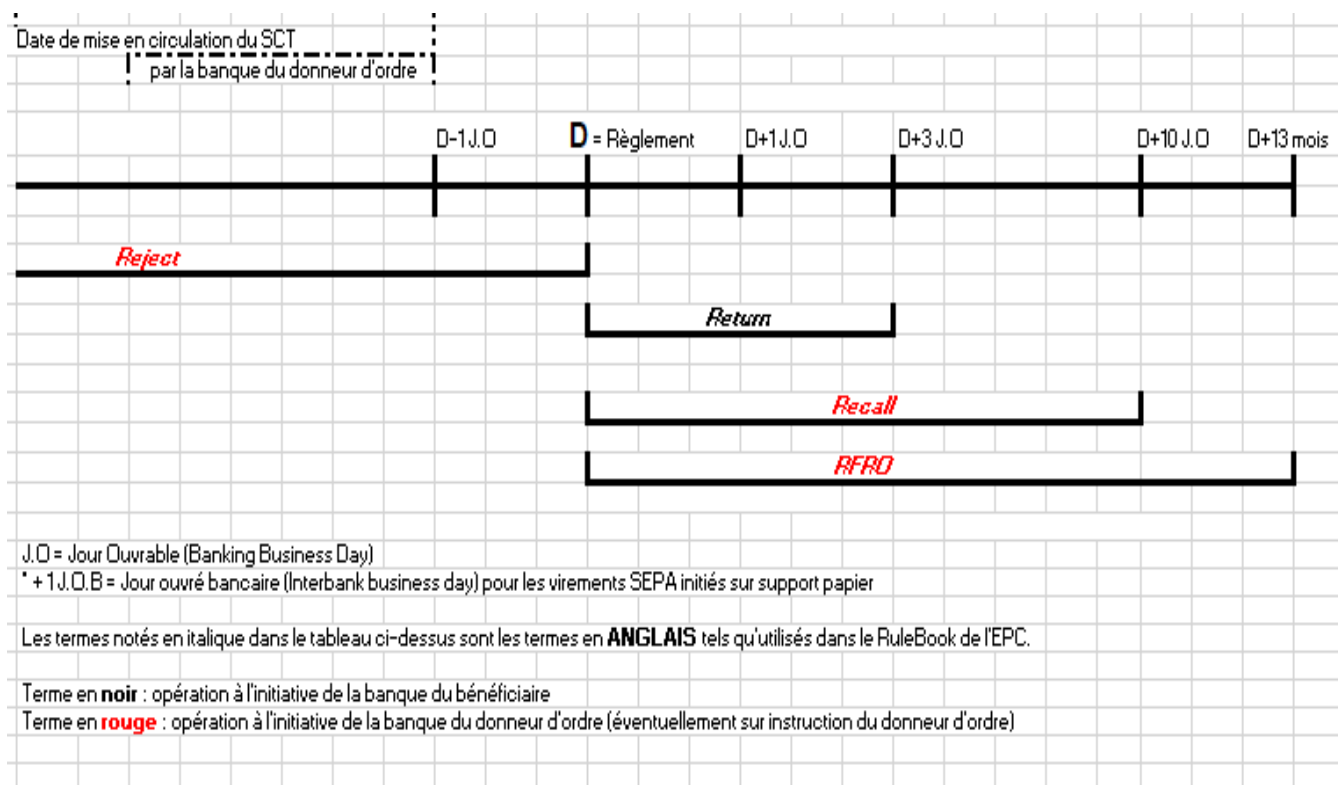 Date de mise en circulation du SCT
par la banque du donneur d'ordre
D-1 J.O D = Règlement D+1 J.O D+3 J.O D+10 J.O D+13 mois
Reject
Return
Recall
RFRO
J.O = Jour Ouvrable (Banking Business Day)
* + 1 J.O.B = Jour ouvré bancaire (Interbank business day) pour les virements SEPA initiés sur support papier
Les termes notés en italique dans le tableau ci-dessus sont les termes en ANGLAIS tels qu'utilisés dans le RuleBook de l'EPC.
Terme en noir : opération à l'initiative de la banque du bénéficiaire
Terme en rouge : opération à l'initiative de la banque du donneur d'ordre (éventuellement sur instruction du donneur d'ordre)